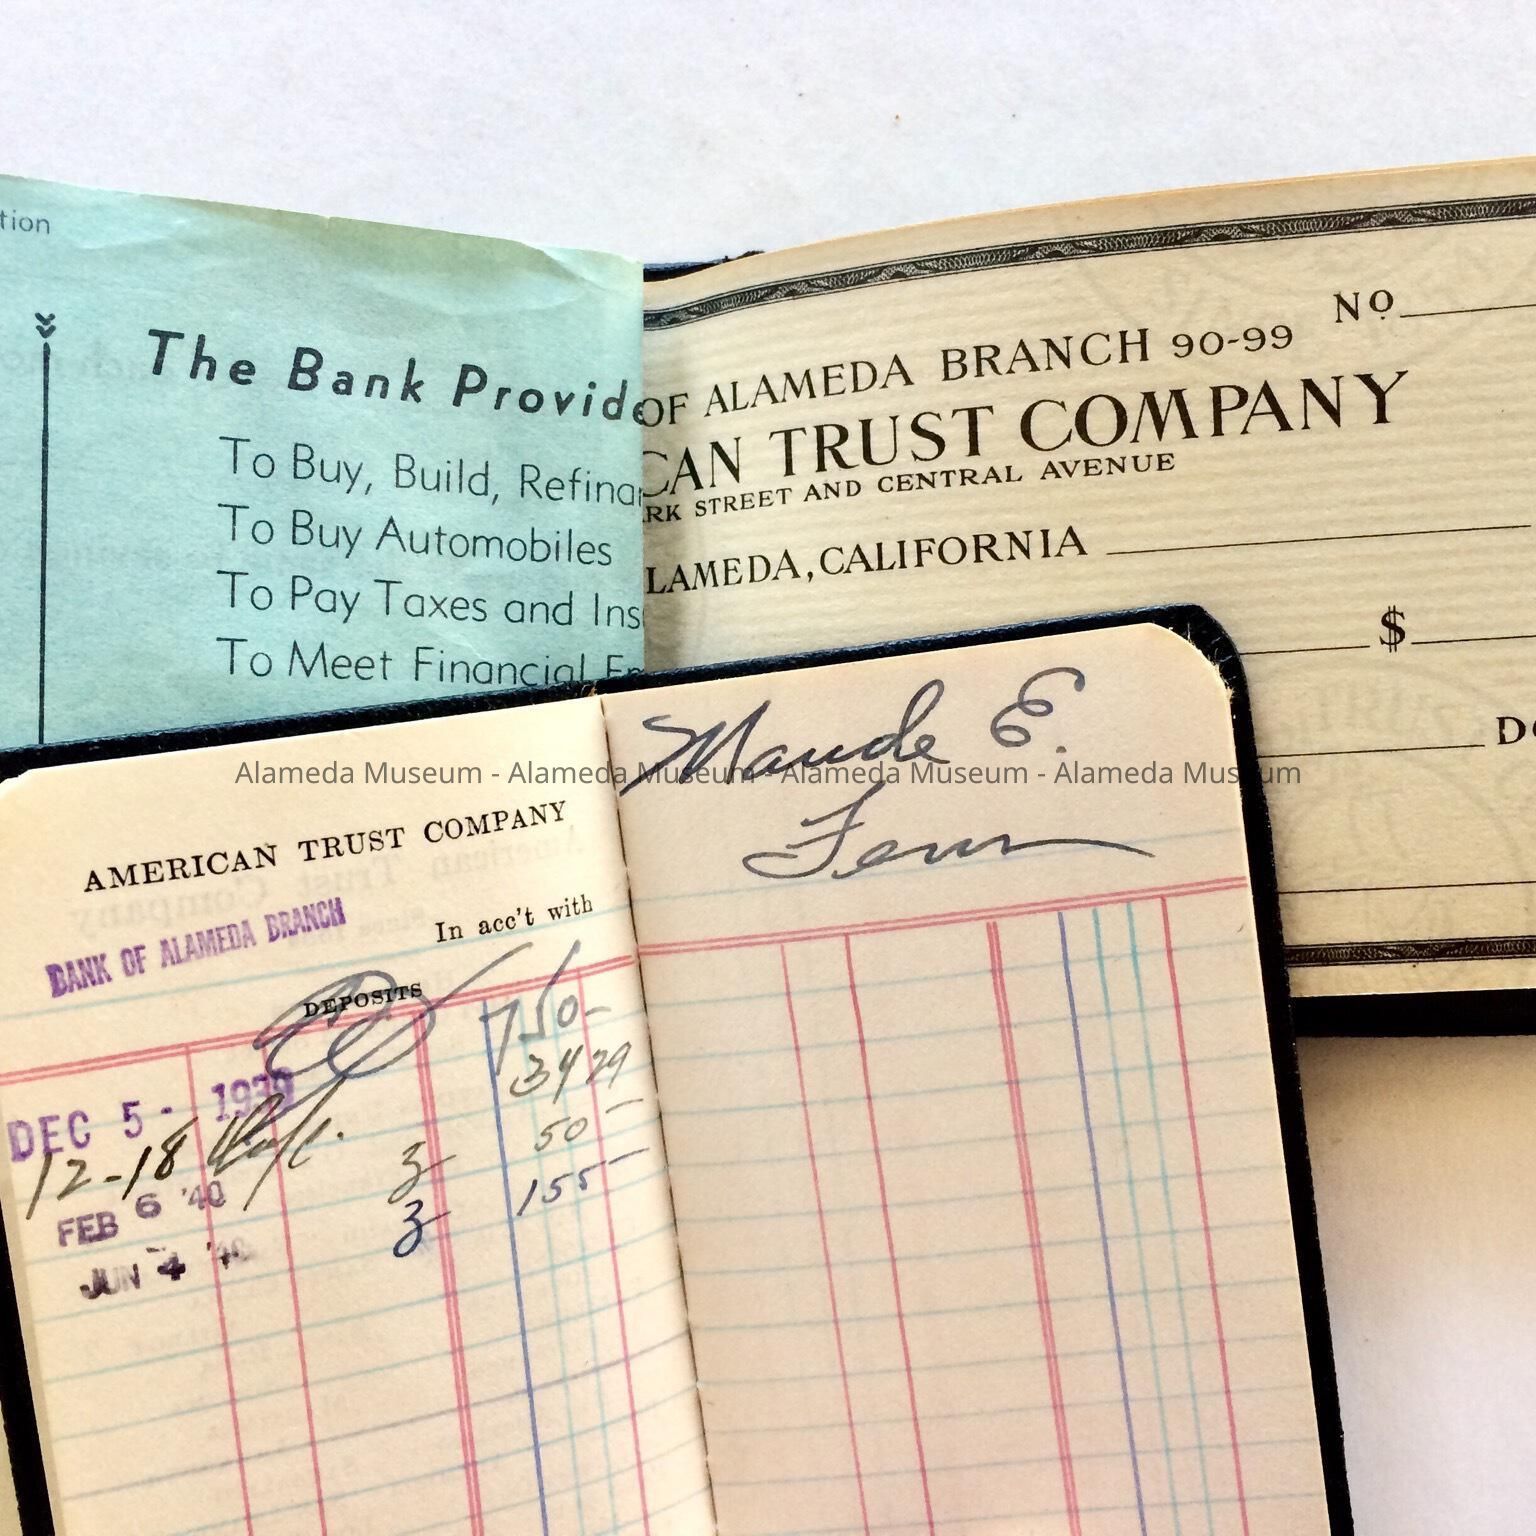 tion
The Bank Provide
To Buy, Build, Refinan
To Buy Automobiles
To Pay Taxes and Ins
To Meet Financial Em
No
OF ALAMEDA BRANCH 90-99
CAN TRUST COMPANY
RK STREET AND CENTRAL AVENUE
LAMEDA, CALIFORNIA
$
DO
Alameda Museum - Alameda Museum - Alameda Museum - Alameda Museum
AMERICAN TRUST COMPANY
BANK OF ALAMEDA BRANCH
In acc't with
Maude E.
Fenn
DEPOSITS
DEC 5 - 1939 750-
12-18 3479
FEB 6 '40 50-
JUN 4 '40 155-